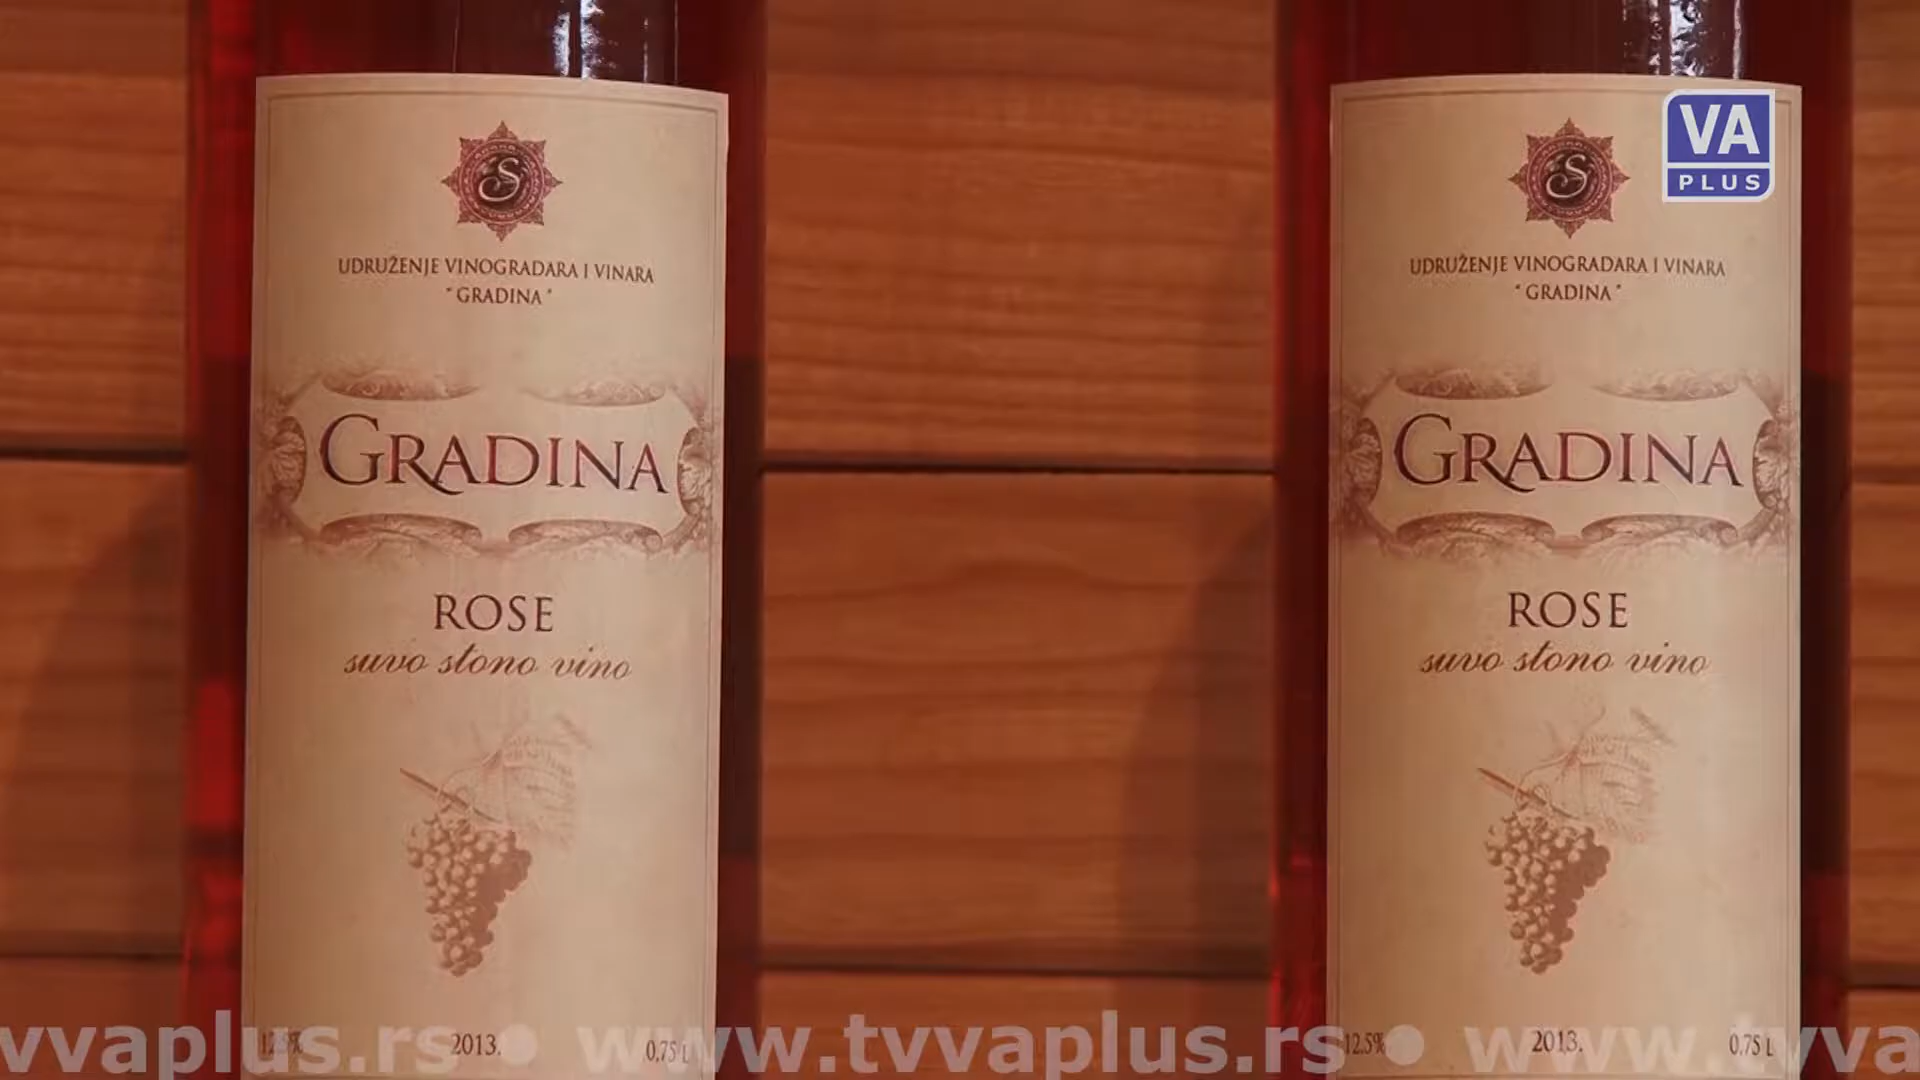 S
UDRUŽENJE VINOGRADARA I VINARA
"GRADINA"
GRADINA
ROSE
suvo stono vino
2013.
0,75 L
S
UDRUŽENJE VINOGRADARA I VINARA
"GRADINA"
GRADINA
ROSE
suvo stono vino
12.5%
2013.
0,75 L
VA
PLUS
vvaplus.rs ● www.tvvaplus.rs ● www.tvva